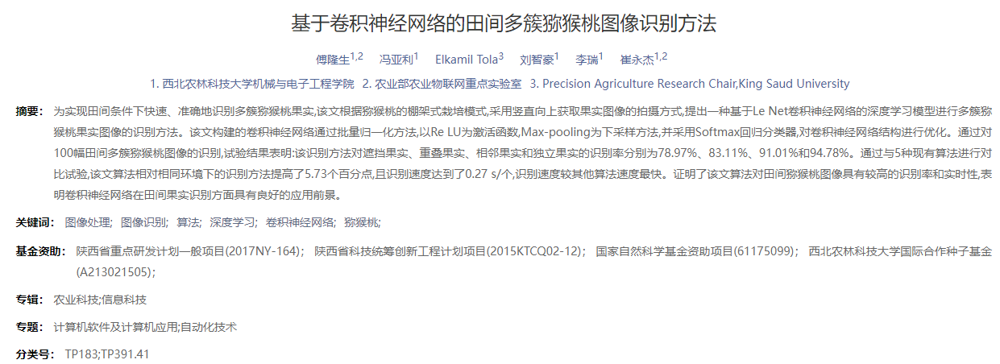 基于卷积神经网络的田间多簇猕猴桃图像识别方法
傅隆生1,2 冯亚利1 Elkamil Tola3 刘智豪1 李瑞1 崔永杰1,2
1. 西北农林科技大学机械与电子工程学院 2. 农业部农业物联网重点实验室 3. Precision Agriculture Research Chair,King Saud University
摘要： 为实现田间条件下快速、准确地识别多簇猕猴桃果实,该文根据猕猴桃的棚架式栽培模式,采用竖直向上获取果实图像的拍摄方式,提出一种基于Le Net卷积神经网络的深度学习模型进行多簇猕
猴桃果实图像的识别方法。该文构建的卷积神经网络通过批量归一化方法,以Re LU为激活函数,Max-pooling为下采样方法,并采用Softmax回归分类器,对卷积神经网络结构进行优化。通过对
100幅田间多簇猕猴桃图像的识别,试验结果表明:该识别方法对遮挡果实、重叠果实、相邻果实和独立果实的识别率分别为78.97%、83.11%、91.01%和94.78%。通过与5种现有算法进行对
比试验,该文算法相对相同环境下的识别方法提高了5.73个百分点,且识别速度达到了0.27 s/个,识别速度较其他算法速度最快。证明了该文算法对田间猕猴桃图像具有较高的识别率和实时性,表
明卷积神经网络在田间果实识别方面具有良好的应用前景。
关键词： 图像处理; 图像识别; 算法; 深度学习; 卷积神经网络; 猕猴桃;
基金资助： 陕西省重点研发计划一般项目(2017NY-164)； 陕西省科技统筹创新工程计划项目(2015KTCQ02-12)； 国家自然科学基金资助项目(61175099)； 西北农林科技大学国际合作种子基金
(A213021505)；
专辑： 农业科技;信息科技
专题： 计算机软件及计算机应用;自动化技术
分类号： TP183;TP391.41